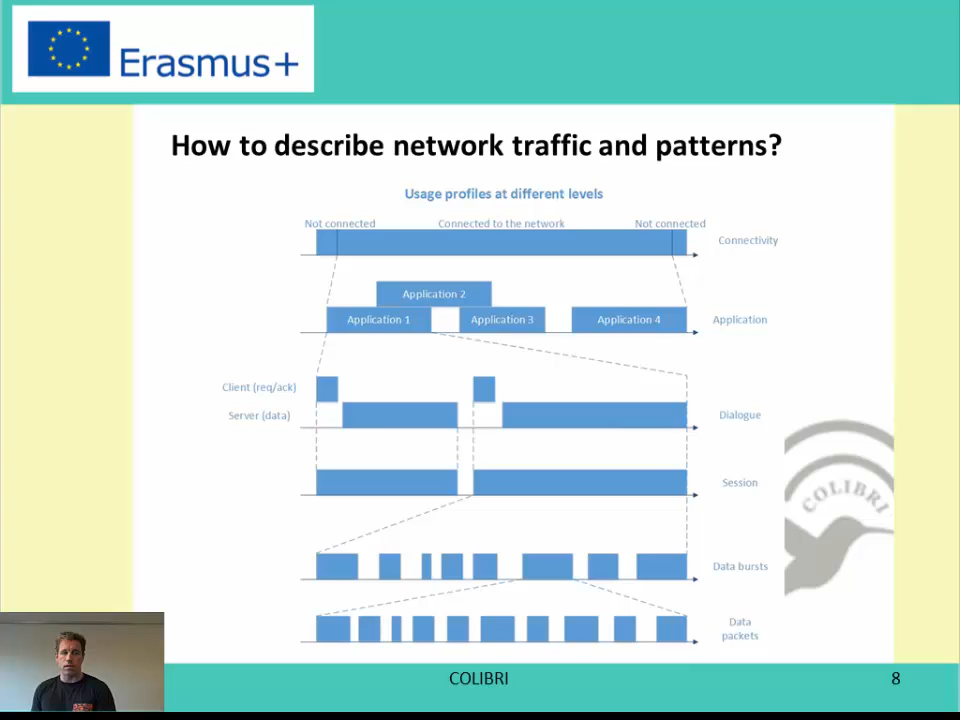 Erasmus+
How to describe network traffic and patterns?
Usage profiles at different levels
Not connected
Connected to the network
Not connected
Connectivity
Application 2
Application 1
Application 3
Application 4
Application
Client (req/ack)
Server (data)
Dialogue
Session
COLIBRI
Data bursts
Data
packets
COLIBRI
8